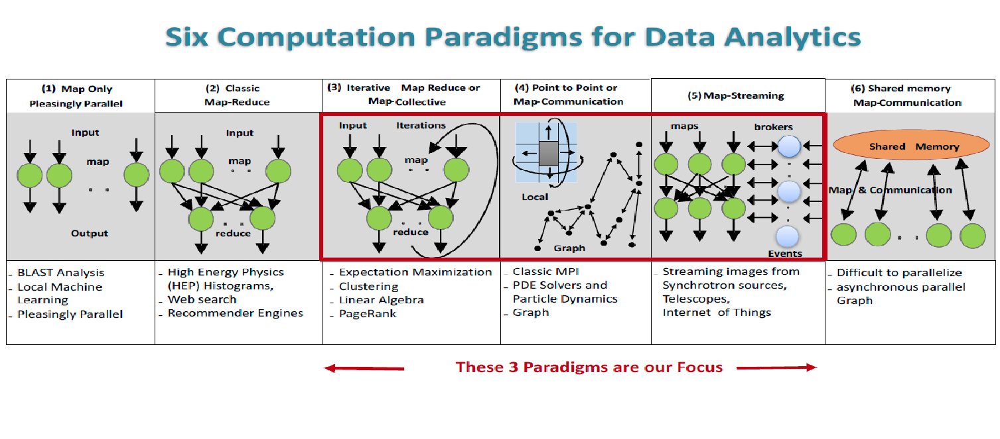 Six Computation Paradigms for Data Analytics
(1) Map Only
Pleasingly Parallel
Input
map
Output
- BLAST Analysis
- Local Machine
Learning
- Pleasingly Parallel
(2) Classic
Map-Reduce
Input
map
reduce
- High Energy Physics
(HEP) Histograms,
- Web search
- Recommender Engines
(3) Iterative Map Reduce or
Map-Collective
Input Iterations
map
reduce
- Expectation Maximization
- Clustering
- Linear Algebra
- PageRank
(4) Point to Point or
Map-Communication
Local
Graph
- Classic MPI
- PDE Solvers and
Particle Dynamics
- Graph
(5) Map-Streaming
maps brokers
Events
- Streaming images from
Synchrotron sources,
Telescopes,
Internet of Things
(6) Shared memory
Map-Communication
Shared Memory
Map & Communication
- Difficult to parallelize
- asynchronous parallel
Graph
These 3 Paradigms are our Focus